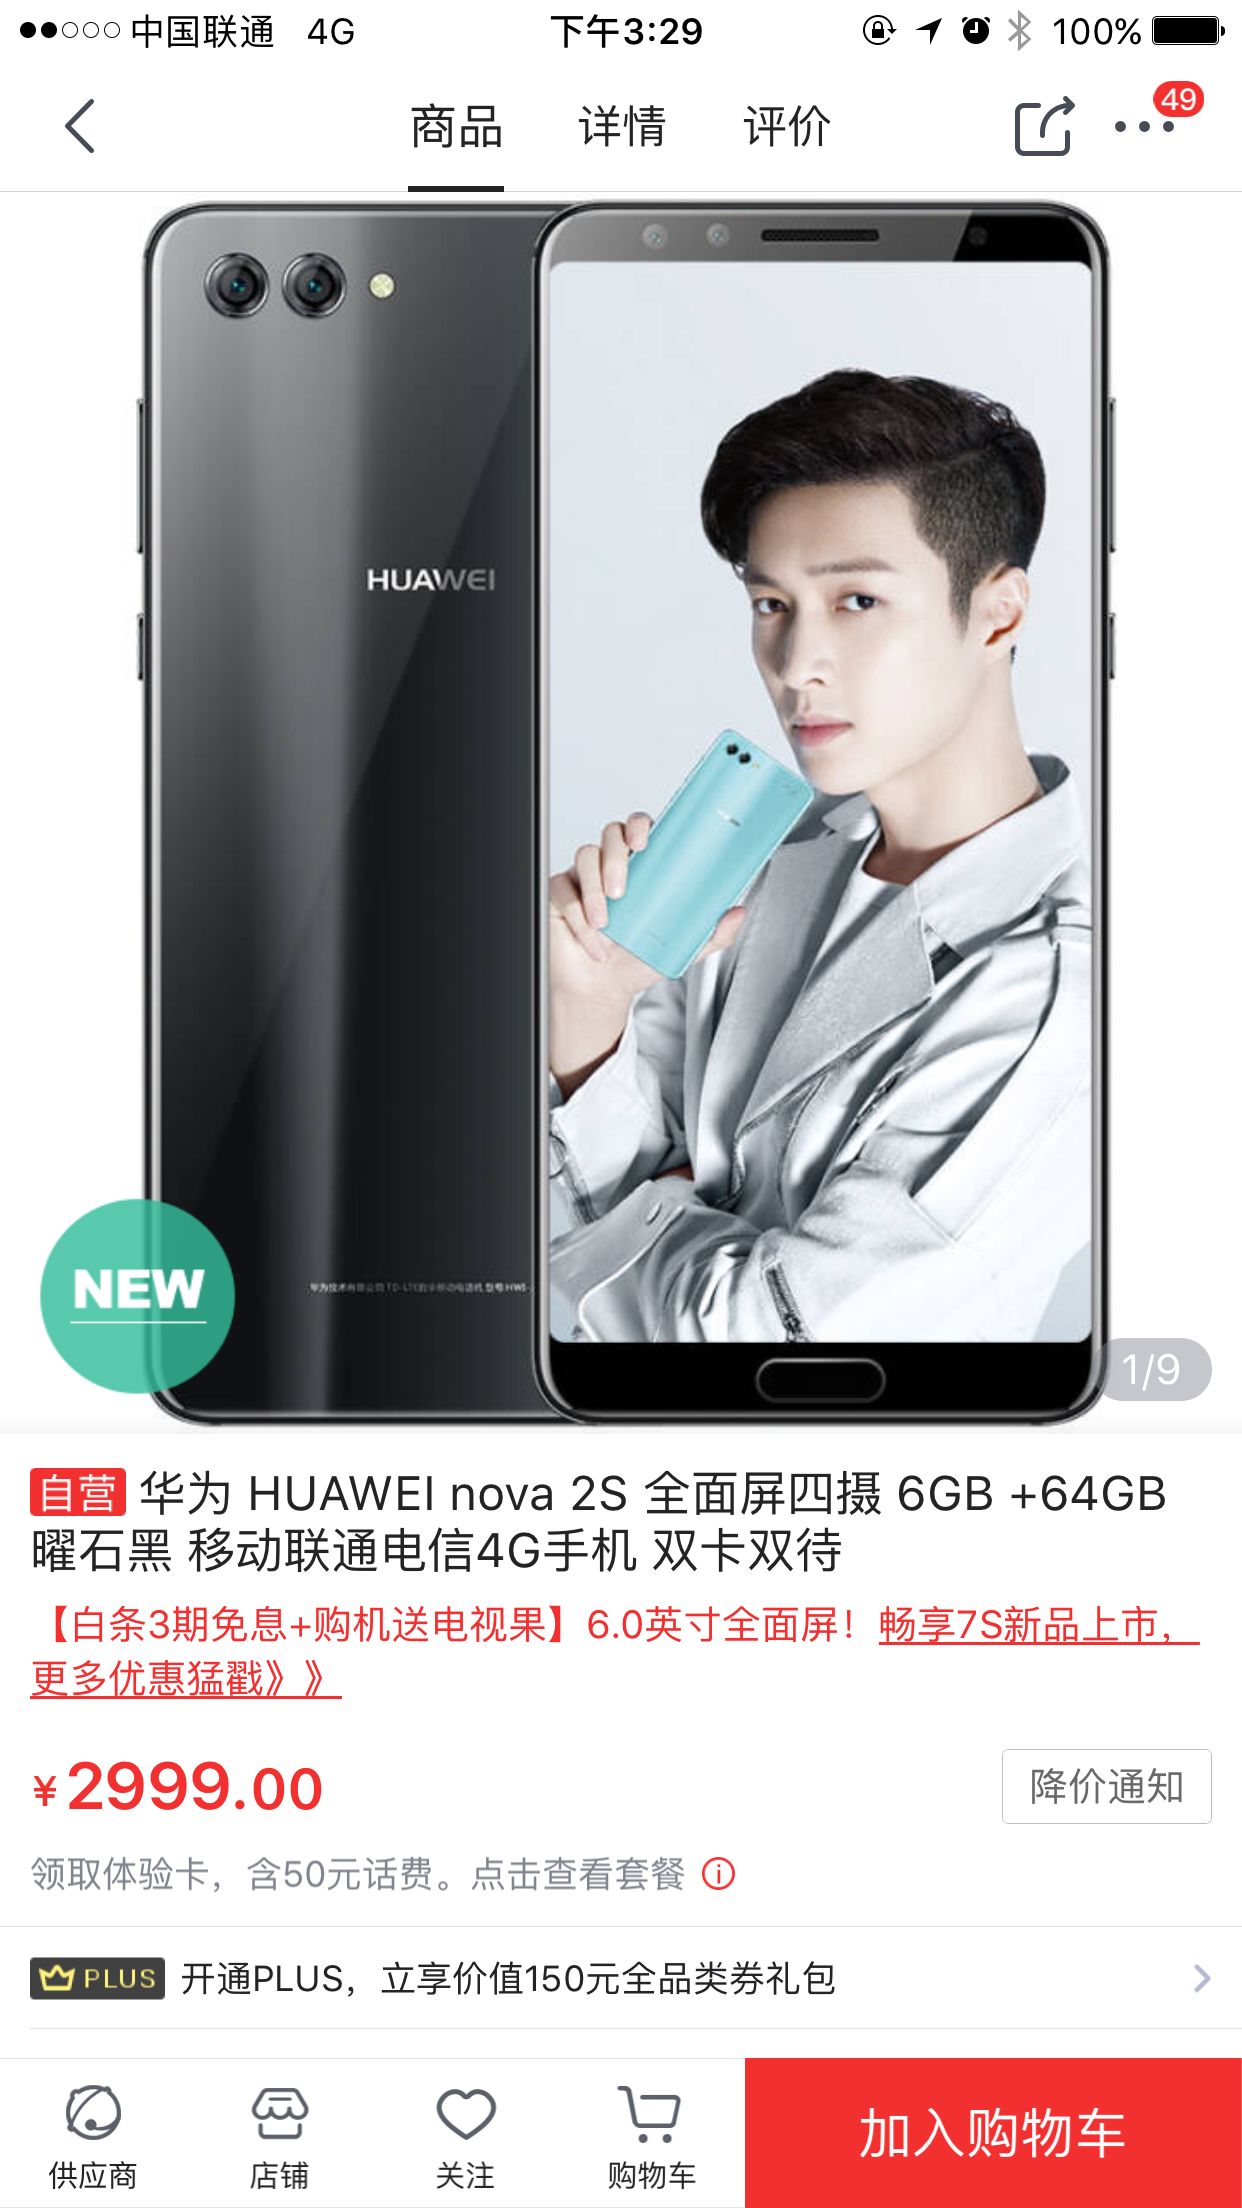 中国联通 4G 下午3:29 100%
商品 详情 评价 49
HUAWEI
NEW
1/9
自营 华为 HUAWEI nova 2S 全面屏四摄 6GB +64GB
曜石黑 移动联通电信4G手机 双卡双待
【白条3期免息+购机送电视果】6.0英寸全面屏！畅享7S新品上市，
更多优惠猛戳》》
¥2999.00 降价通知
领取体验卡，含50元话费。点击查看套餐
PLUS 开通PLUS，立享价值150元全品类券礼包
供应商 店铺 关注 购物车 加入购物车